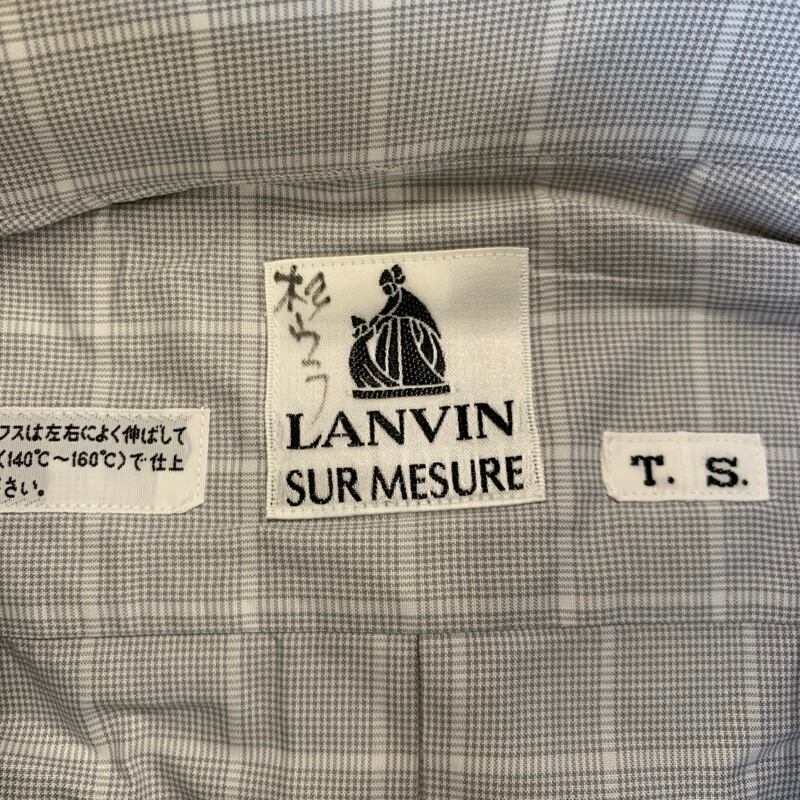 フスは左右によく伸ばして
(140℃〜160℃)で仕上
さい。
LANVIN
SUR MESURE
T. S.